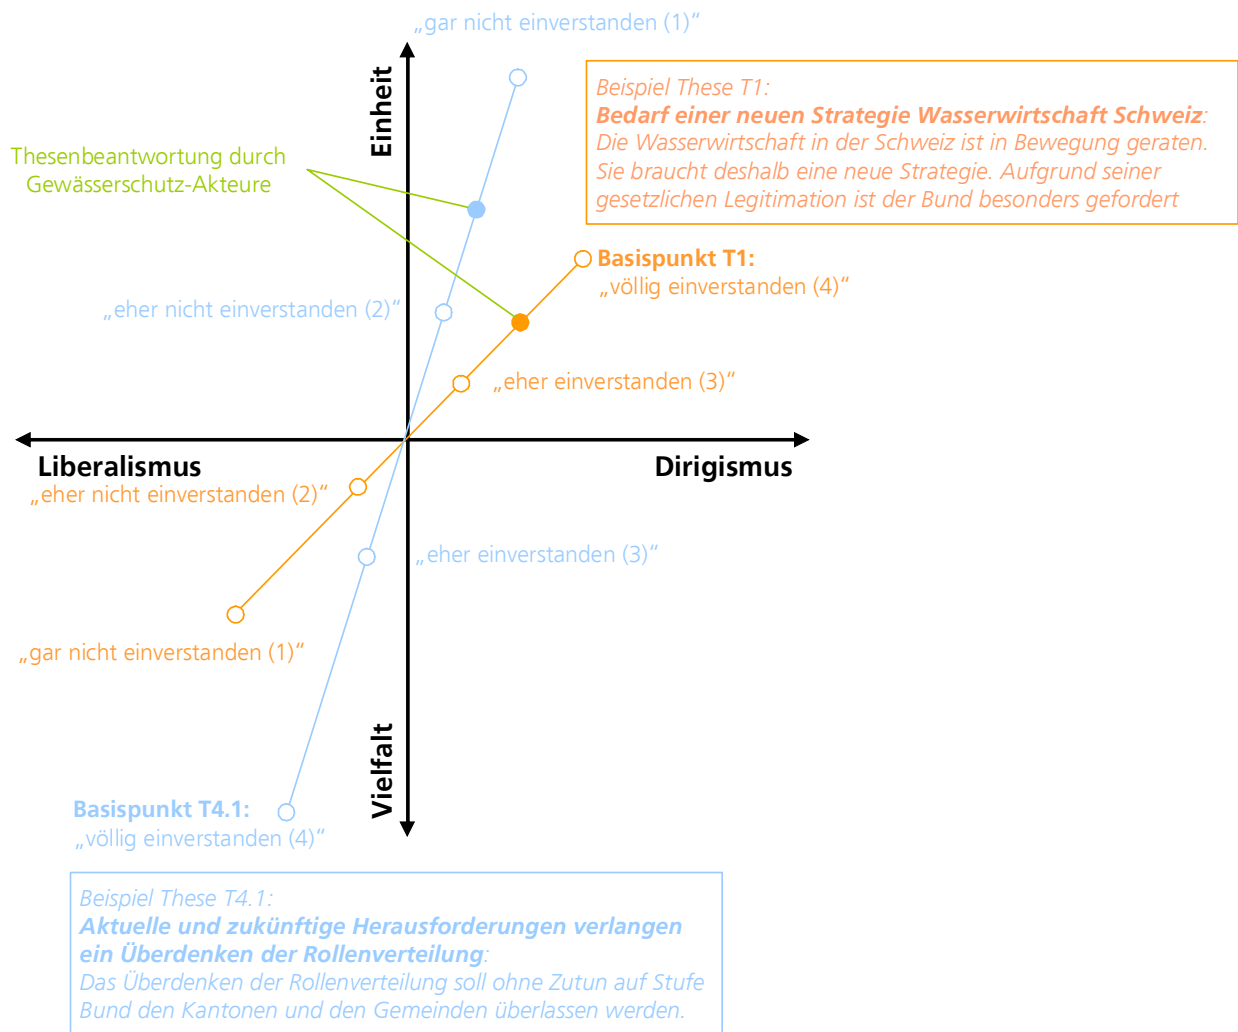 „gar nicht einverstanden (1)“
Einheit
Beispiel These T1:
Bedarf einer neuen Strategie Wasserwirtschaft Schweiz:
Die Wasserwirtschaft in der Schweiz ist in Bewegung geraten.
Sie braucht deshalb eine neue Strategie. Aufgrund seiner
gesetzlichen Legitimation ist der Bund besonders gefordert
Thesenbeantwortung durch
Gewässerschutz-Akteure
Basispunkt T1:
„völlig einverstanden (4)“
„eher nicht einverstanden (2)“
„eher einverstanden (3)“
Liberalismus
Dirigismus
„eher nicht einverstanden (2)“
„eher einverstanden (3)“
„gar nicht einverstanden (1)“
Vielfalt
Basispunkt T4.1:
„völlig einverstanden (4)“
Beispiel These T4.1:
Aktuelle und zukünftige Herausforderungen verlangen
ein Überdenken der Rollenverteilung:
Das Überdenken der Rollenverteilung soll ohne Zutun auf Stufe
Bund den Kantonen und den Gemeinden überlassen werden.